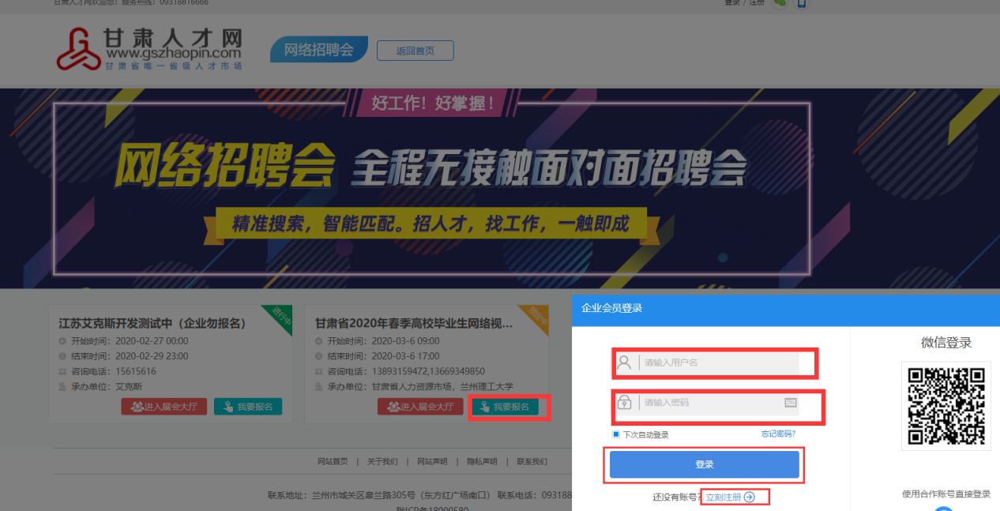 甘肃人才网欢迎您！服务热线：09318816666
登录 / 注册
甘肃人才网
www.gszhaopin.com
甘肃省唯一省级人才市场
网络招聘会
返回首页
好工作！好掌握！
网络招聘会 全程无接触面对面招聘会
精准搜索，智能匹配。招人才，找工作，一触即成
进行中
江苏艾克斯开发测试中（企业勿报名）
开始时间：2020-02-27 00:00
结束时间：2020-02-29 23:00
咨询电话：15615616
承办单位：艾克斯
进入展会大厅
我要报名
预定中
甘肃省2020年春季高校毕业生网络视...
开始时间：2020-03-6 09:00
结束时间：2020-03-6 17:00
咨询电话：13893159472,13669349850
承办单位：甘肃省人力资源市场，兰州理工大学
进入展会大厅
我要报名
企业会员登录
请输入用户名
请输入密码
下次自动登录
忘记密码?
登录
还没有账号?
立刻注册
微信登录
使用合作账号直接登录
网站首页 | 关于我们 | 网站声明 | 隐私声明 | 联系我们
联系地址：兰州市城关区皋兰路305号（东方红广场南口） 联系电话：093188
陇ICP备18000580